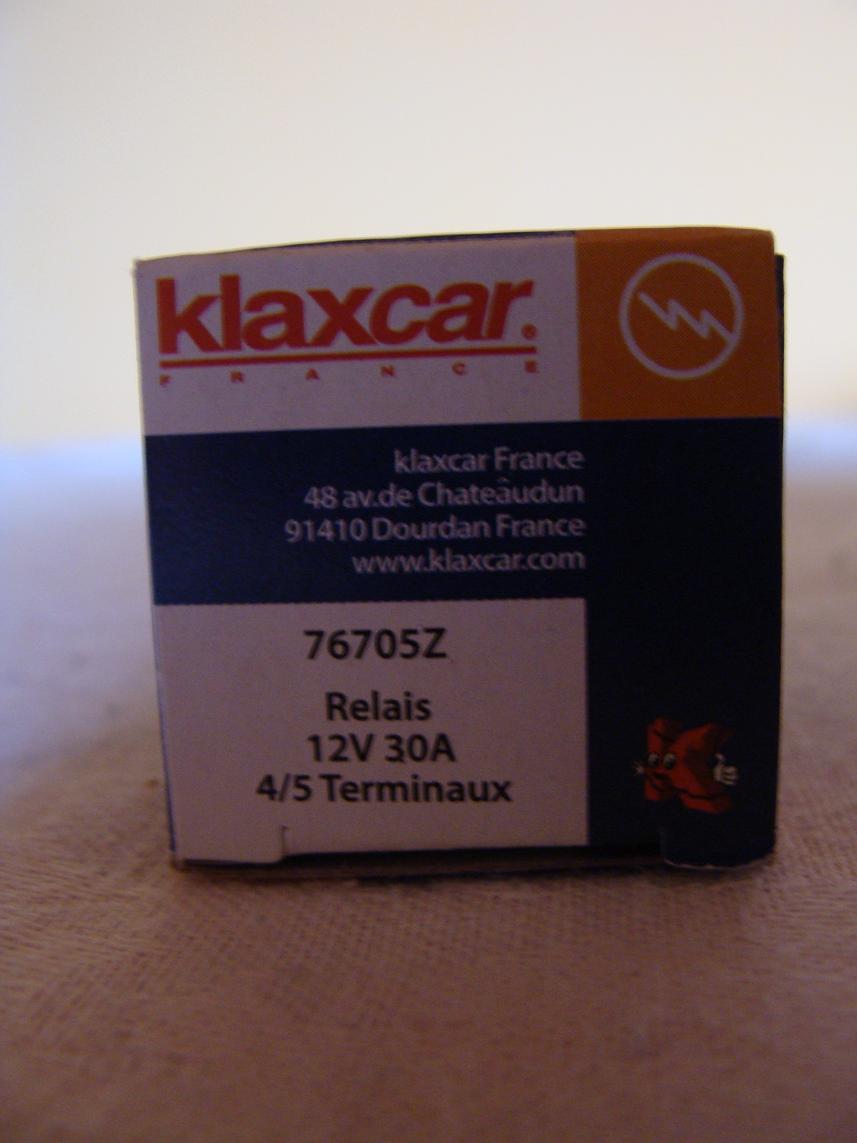 klaxcar®
FRANCE
klaxcar France
48 av.de Chateâudun
91410 Dourdan France
www.klaxcar.com
76705Z
Relais
12V 30A
4/5 Terminaux